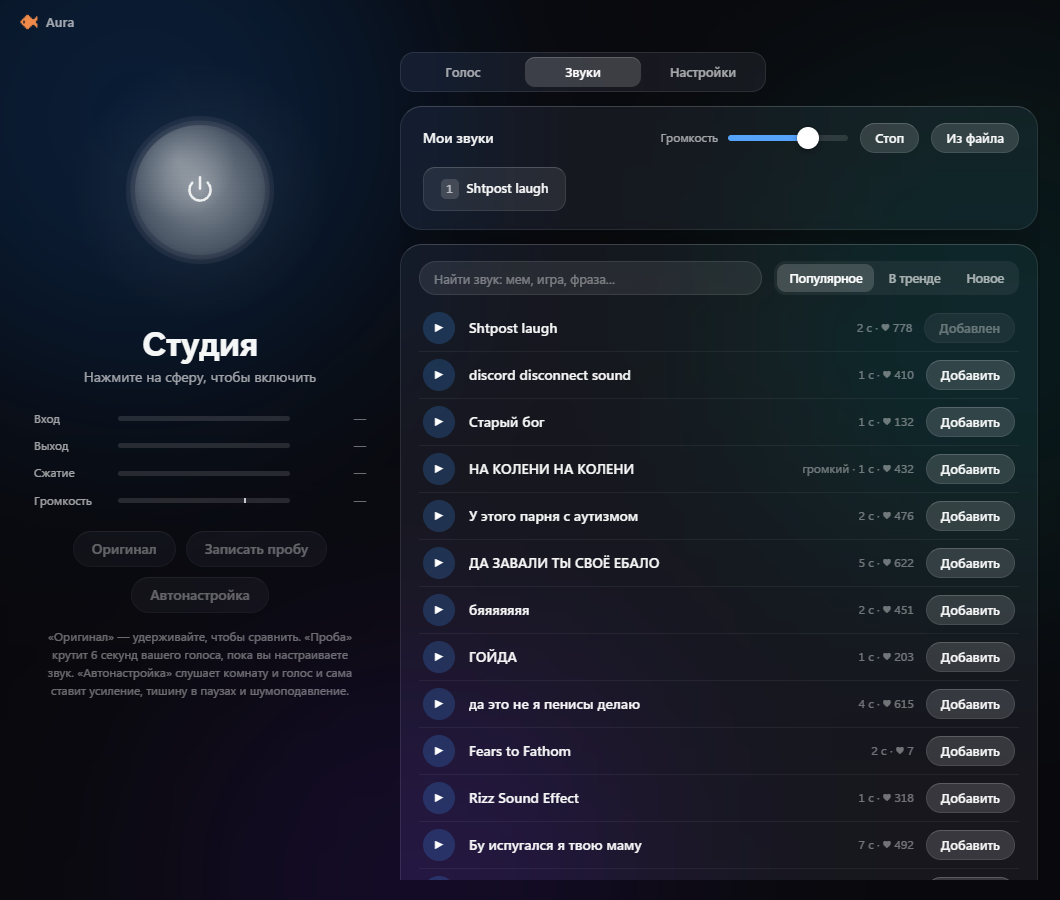 Aura
Студия
Нажмите на сферу, чтобы включить
Вход —
Выход —
Сжатие —
Громкость —
Оригинал Записать пробу
Автонастройка
«Оригинал» — удерживайте, чтобы сравнить. «Проба»
крутит 6 секунд вашего голоса, пока вы настраиваете
звук. «Автонастройка» слушает комнату и голос и сама
ставит усиление, тишину в паузах и шумоподавление.
Голос Звуки Настройки
Мои звуки Громкость Стоп Из файла
1 Shtpost laugh
Найти звук: мем, игра, фраза... Популярное В тренде Новое
Shtpost laugh 2 с · ♥ 778 Добавлен
discord disconnect sound 1 с · ♥ 410 Добавить
Старый бог 1 с · ♥ 132 Добавить
НА КОЛЕНИ НА КОЛЕНИ громкий · 1 с · ♥ 432 Добавить
У этого парня с аутизмом 2 с · ♥ 476 Добавить
ДА ЗАВАЛИ ТЫ СВОЁ ЕБАЛО 5 с · ♥ 622 Добавить
бяяяяяяя 2 с · ♥ 451 Добавить
ГОЙДА 1 с · ♥ 203 Добавить
да это не я пенисы делаю 4 с · ♥ 615 Добавить
Fears to Fathom 2 с · ♥ 7 Добавить
Rizz Sound Effect 1 с · ♥ 318 Добавить
Бу испугался я твою маму 7 с · ♥ 492 Добавить